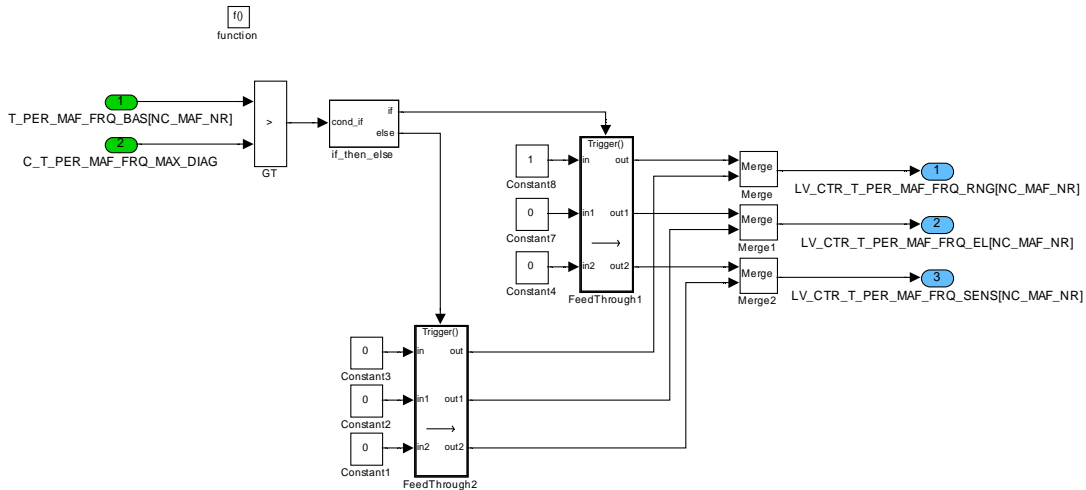 f()
function
1
T_PER_MAF_FRQ_BAS[NC_MAF_NR]
2
C_T_PER_MAF_FRQ_MAX_DIAG
>
GT
cond_if
if
else
if_then_else
Trigger()
in
out
in1
out1
in2
out2
FeedThrough1
1
Constant8
0
Constant7
0
Constant4
Merge
Merge
Merge
Merge1
Merge
Merge2
1
LV_CTR_T_PER_MAF_FRQ_RNG[NC_MAF_NR]
2
LV_CTR_T_PER_MAF_FRQ_EL[NC_MAF_NR]
3
LV_CTR_T_PER_MAF_FRQ_SENS[NC_MAF_NR]
Trigger()
in
out
in1
out1
in2
out2
FeedThrough2
0
Constant3
0
Constant2
0
Constant1